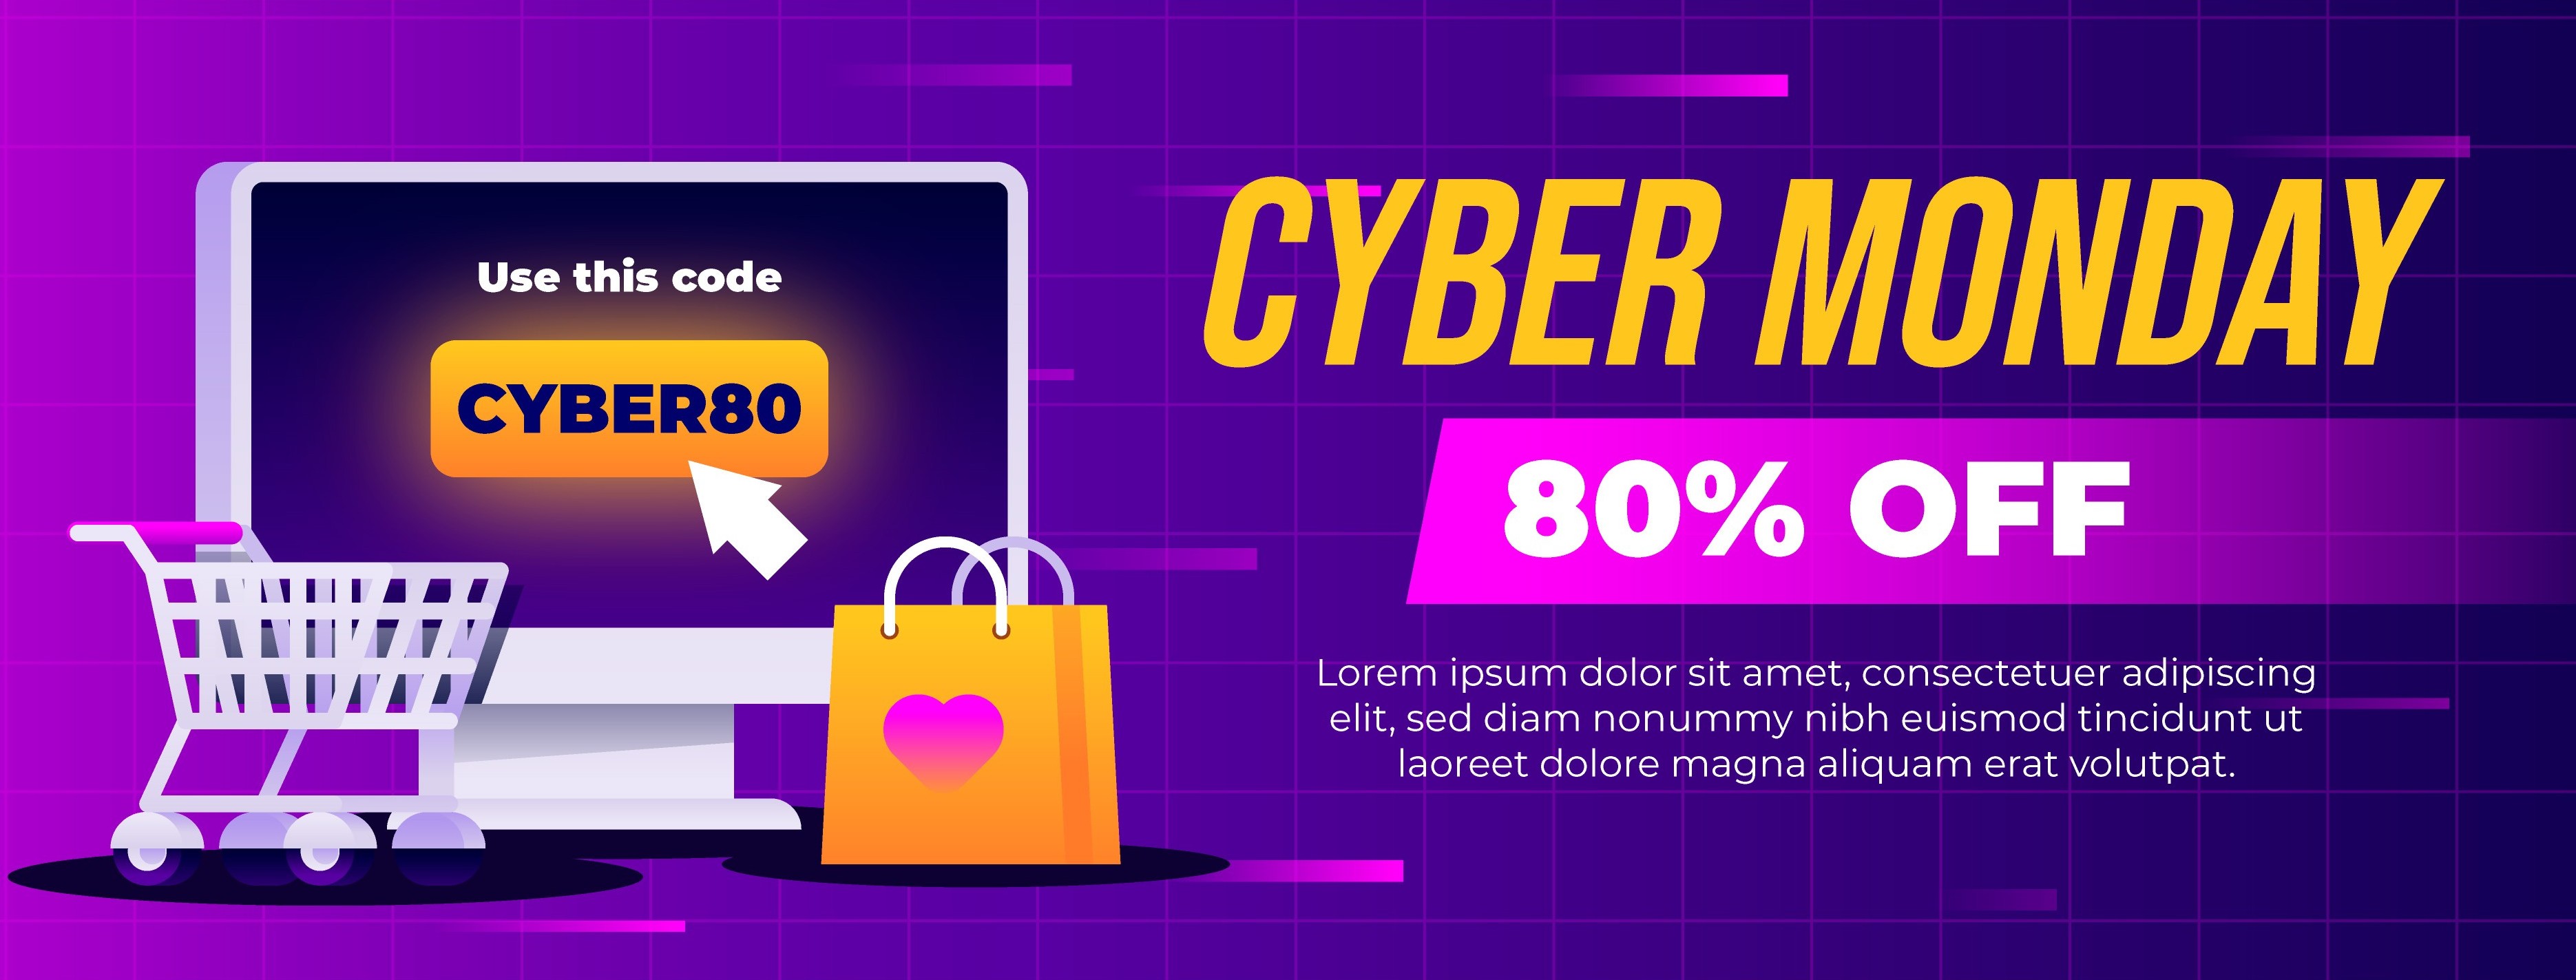 Use this code
CYBER80
CYBER MONDAY
80% OFF
Lorem ipsum dolor sit amet, consectetuer adipiscing
elit, sed diam nonummy nibh euismod tincidunt ut
laoreet dolore magna aliquam erat volutpat.